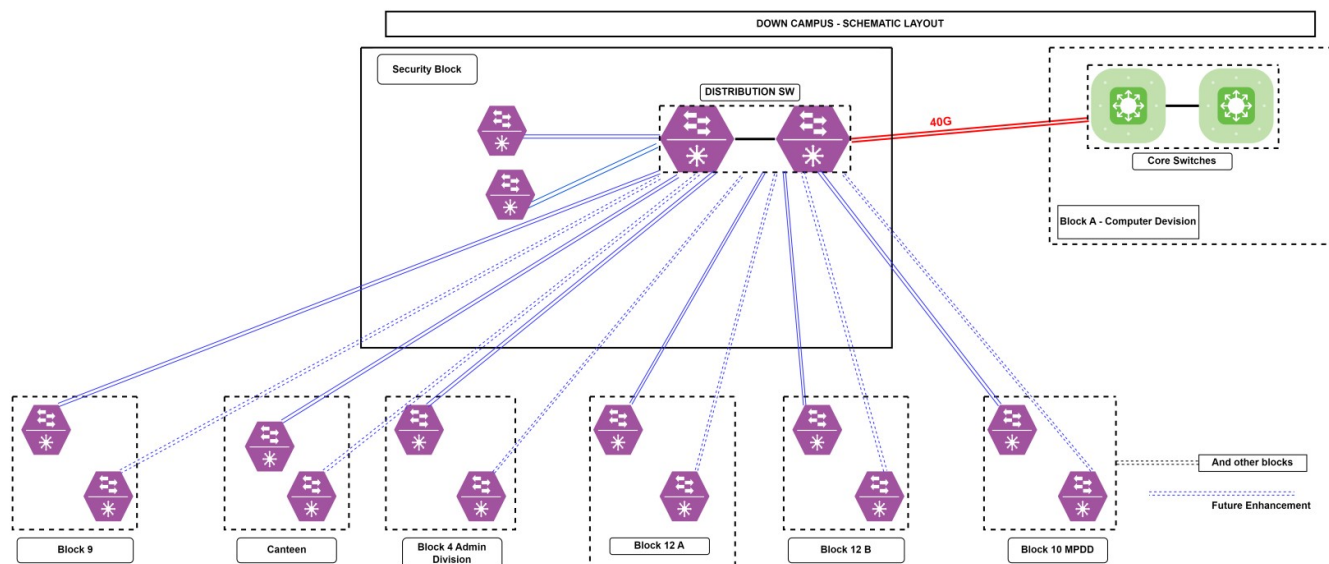 DOWN CAMPUS - SCHEMATIC LAYOUT
Security Block
DISTRIBUTION SW
40G
Core Switches
Block A - Computer Devision
Block 9
Canteen
Block 4 Admin
Division
Block 12 A
Block 12 B
Block 10 MPDD
And other blocks
Future Enhancement